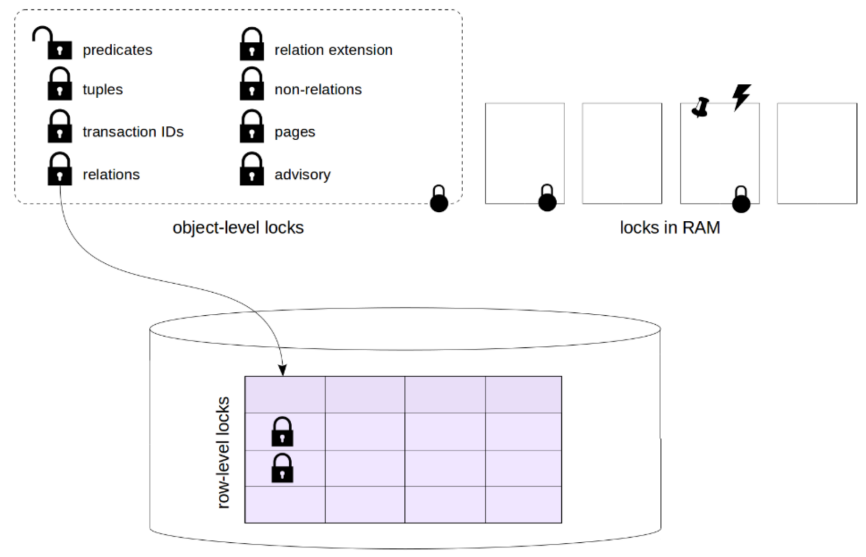 predicates
tuples
transaction IDs
relations
relation extension
non-relations
pages
advisory
object-level locks
locks in RAM
row-level locks